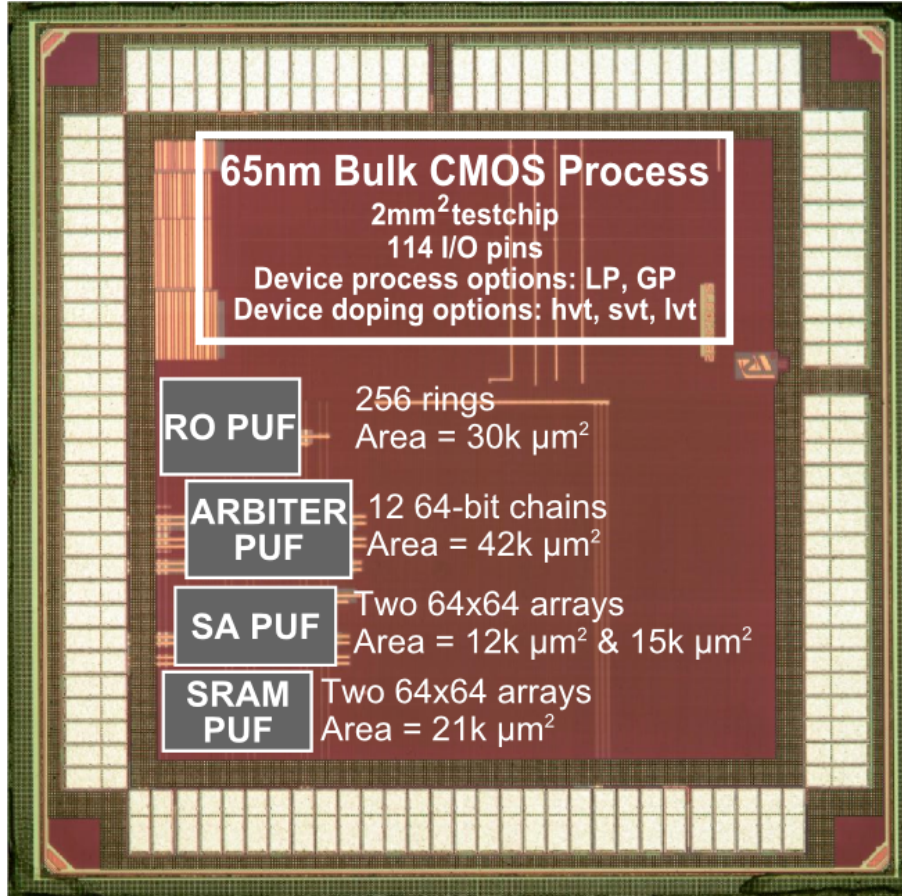 65nm Bulk CMOS Process
2mm² testchip
114 I/O pins
Device process options: LP, GP
Device doping options: hvt, svt, lvt
RO PUF
256 rings
Area = 30k µm²
ARBITER
PUF
12 64-bit chains
Area = 42k µm²
SA PUF
Two 64x64 arrays
Area = 12k µm² & 15k µm²
SRAM
PUF
Two 64x64 arrays
Area = 21k µm²